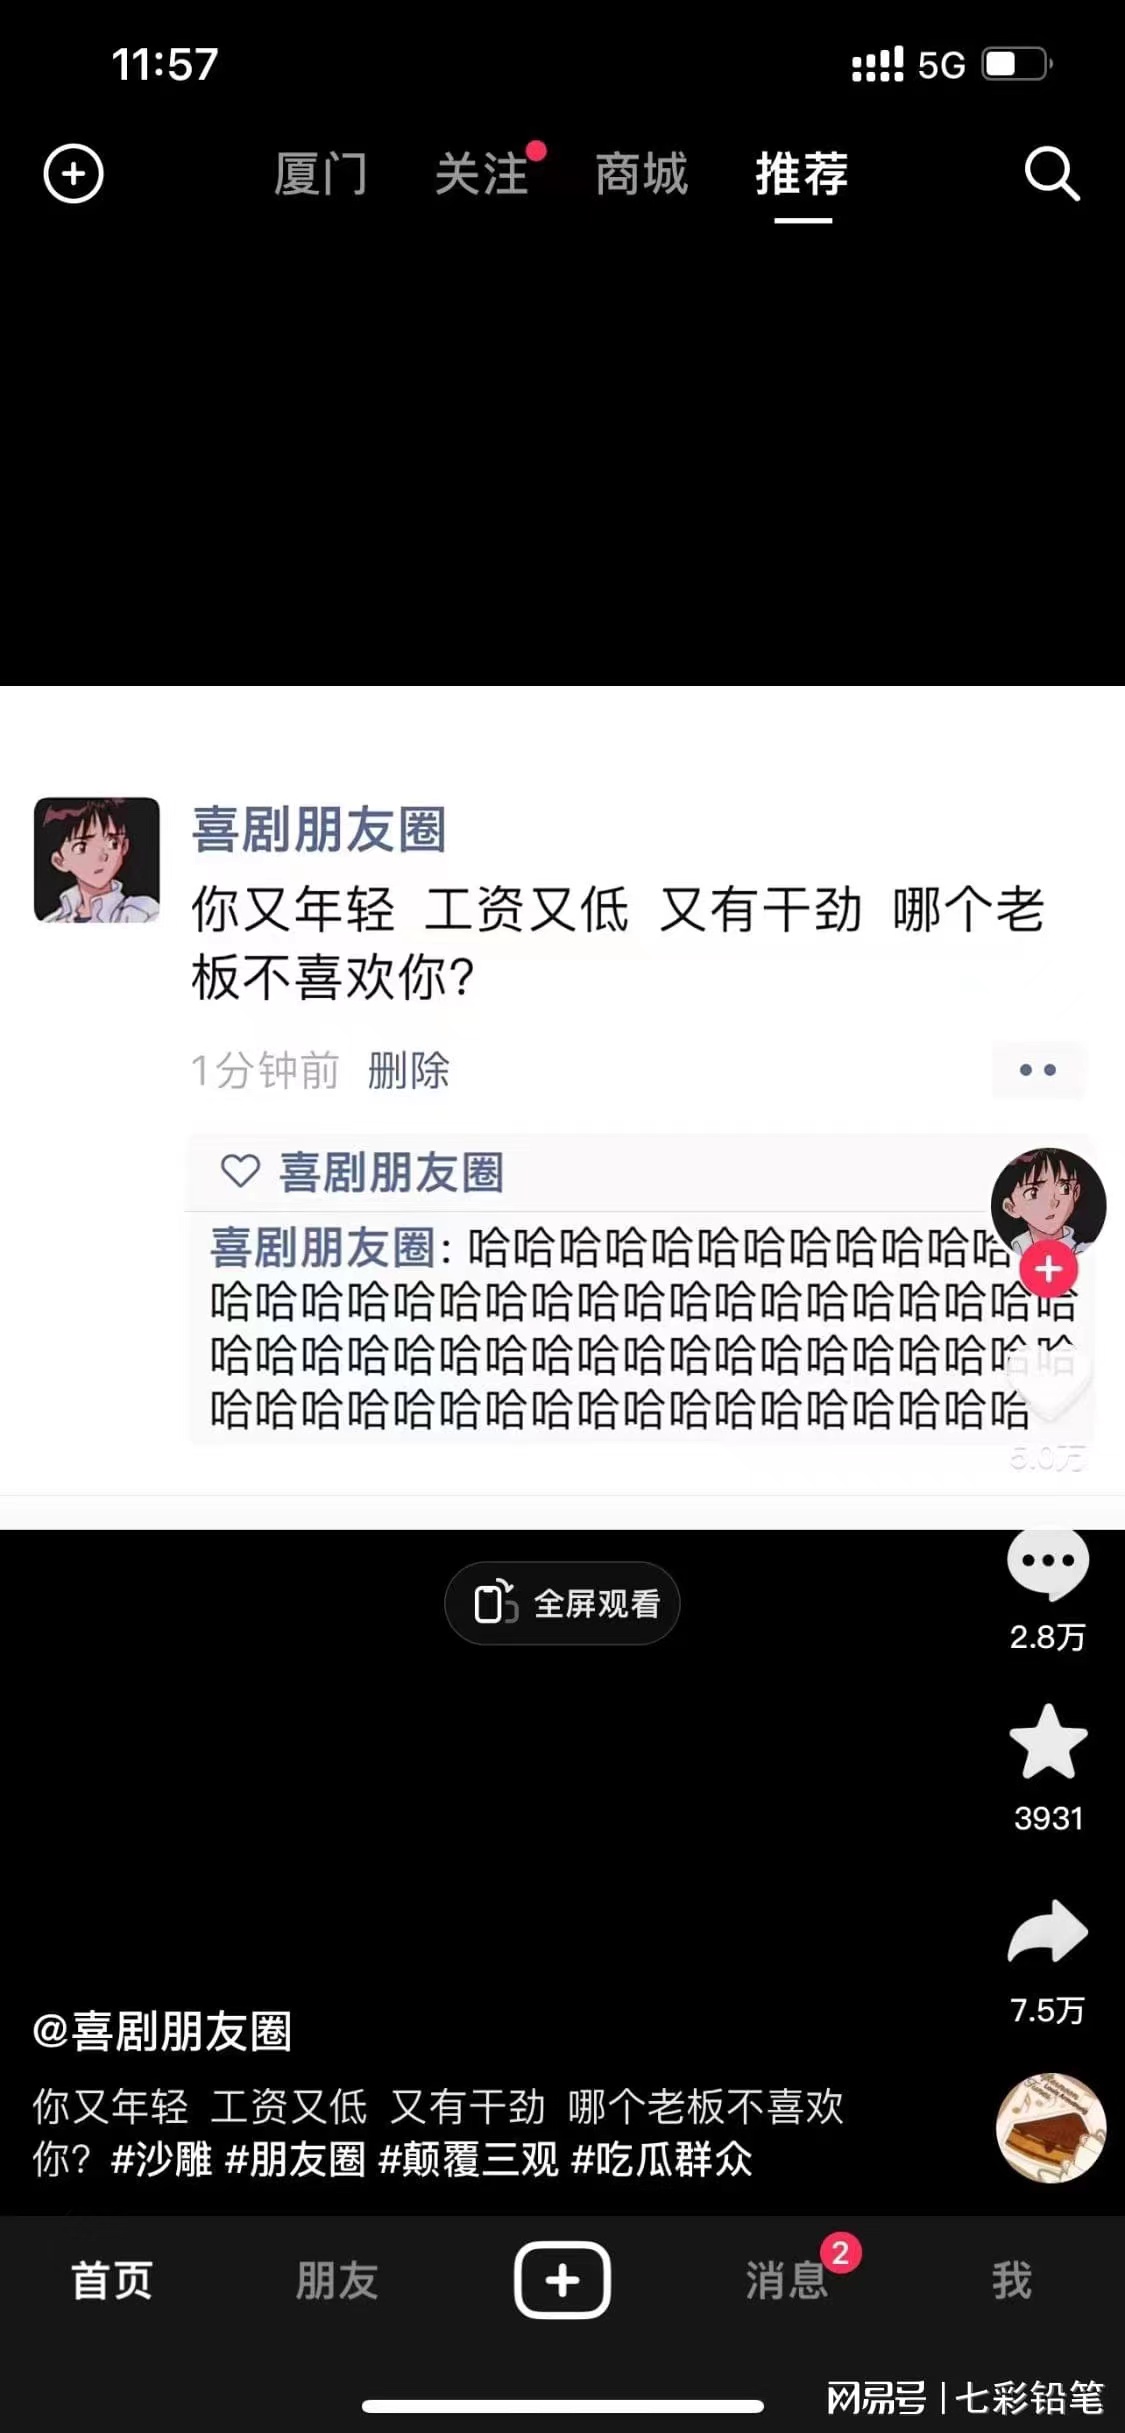 11:57 5G
厦门 关注 商城 推荐
喜剧朋友圈
你又年轻 工资又低 又有干劲 哪个老
板不喜欢你?
1分钟前 删除
喜剧朋友圈
喜剧朋友圈: 哈哈哈哈哈哈哈哈哈哈哈哈
哈哈哈哈哈哈哈哈哈哈哈哈哈哈哈哈哈哈哈
哈哈哈哈哈哈哈哈哈哈哈哈哈哈哈哈哈哈哈
哈哈哈哈哈哈哈哈哈哈哈哈哈哈哈哈哈哈
5.0万
全屏观看
2.8万
3931
7.5万
@喜剧朋友圈
你又年轻 工资又低 又有干劲 哪个老板不喜欢
你? #沙雕 #朋友圈 #颠覆三观 #吃瓜群众
首页 朋友 消息 2 我
网易号 | 七彩铅笔